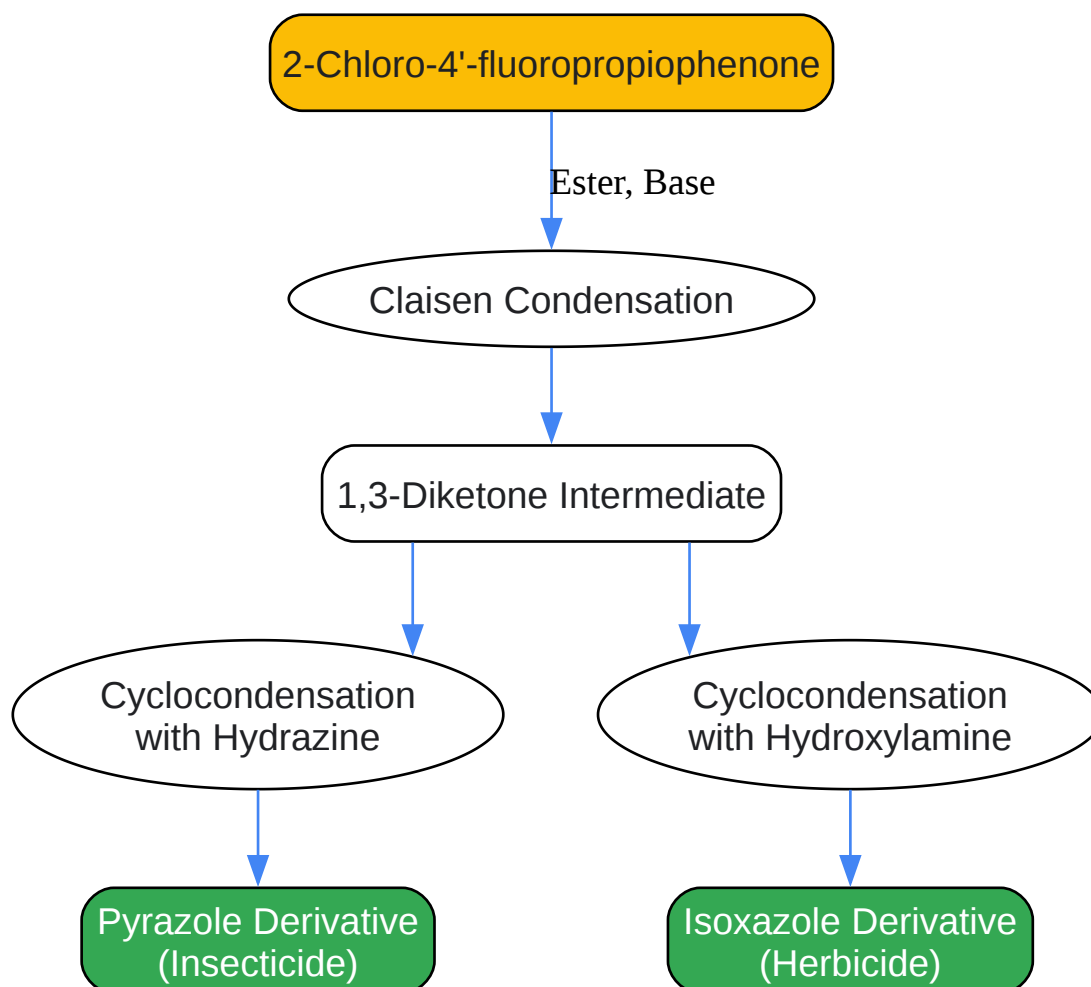 2-Chloro-4'-fluoropropiophenone
Ester, Base
Claisen Condensation
1,3-Diketone Intermediate
Cyclocondensation
with Hydrazine
Cyclocondensation
with Hydroxylamine
Pyrazole Derivative
(Insecticide)
Isoxazole Derivative
(Herbicide)